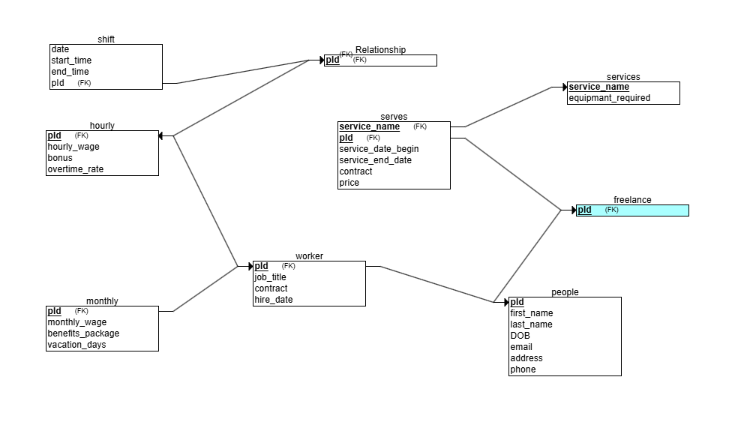 shift
date
start_time
end_time
pId (FK)
Relationship
pId (FK) (FK)
services
service_name
equipmant_required
hourly
pId (FK)
hourly_wage
bonus
overtime_rate
serves
service_name (FK)
pId (FK)
service_date_begin
service_end_date
contract
price
freelance
pId (FK)
worker
pId (FK)
job_title
contract
hire_date
monthly
pId (FK)
monthly_wage
benefits_package
vacation_days
people
pId
first_name
last_name
DOB
email
address
phone